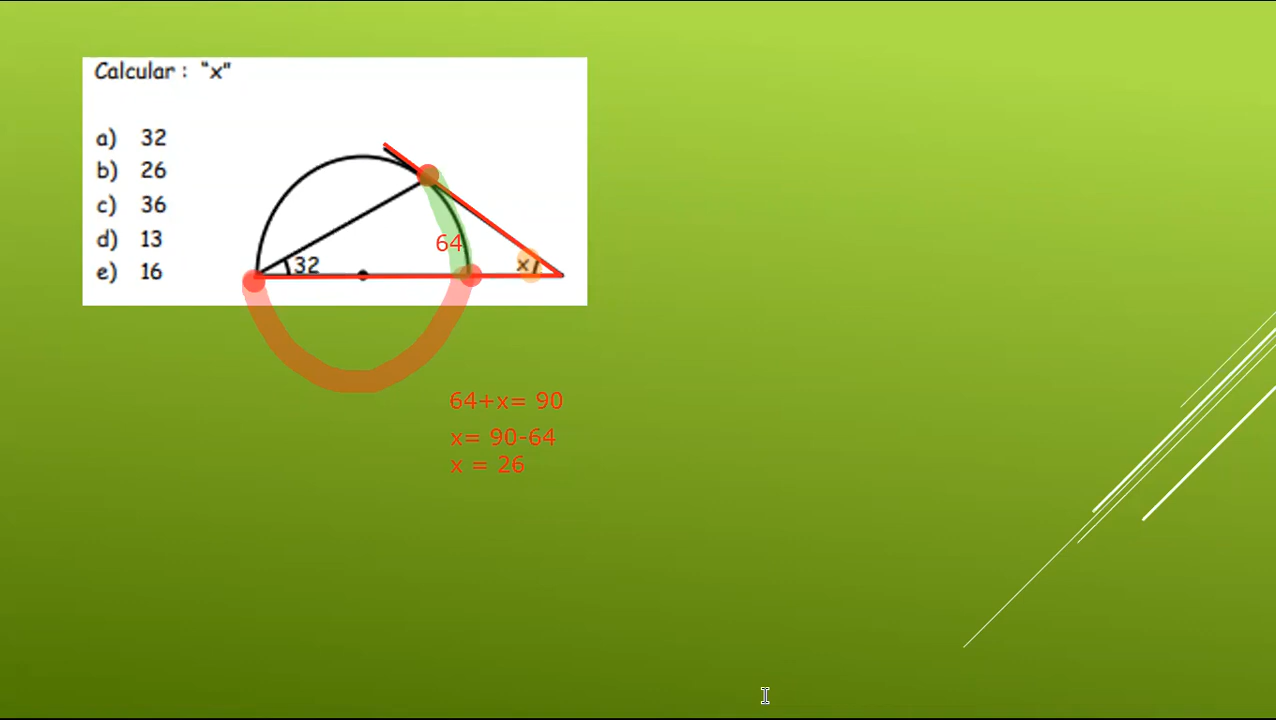 Calcular : "x"
a) 32
b) 26
c) 36
d) 13
e) 16
64
32
x
64+x= 90
x= 90-64
x = 26